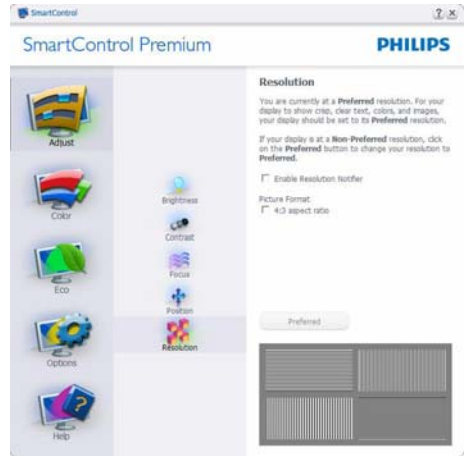 SmartControl
? x
SmartControl Premium
PHILIPS
Adjust
Color
Eco
Options
Help
Brightness
Contrast
Focus
Position
Resolution
Resolution
You are currently at a Preferred resolution. For your
display to show crisp, clear text, colors, and images,
your display should be set to its Preferred resolution.
If your display is at a Non-Preferred resolution, click
on the Preferred button to change your resolution to
Preferred.
Enable Resolution Notifier
Picture Format
4:3 aspect ratio
Preferred